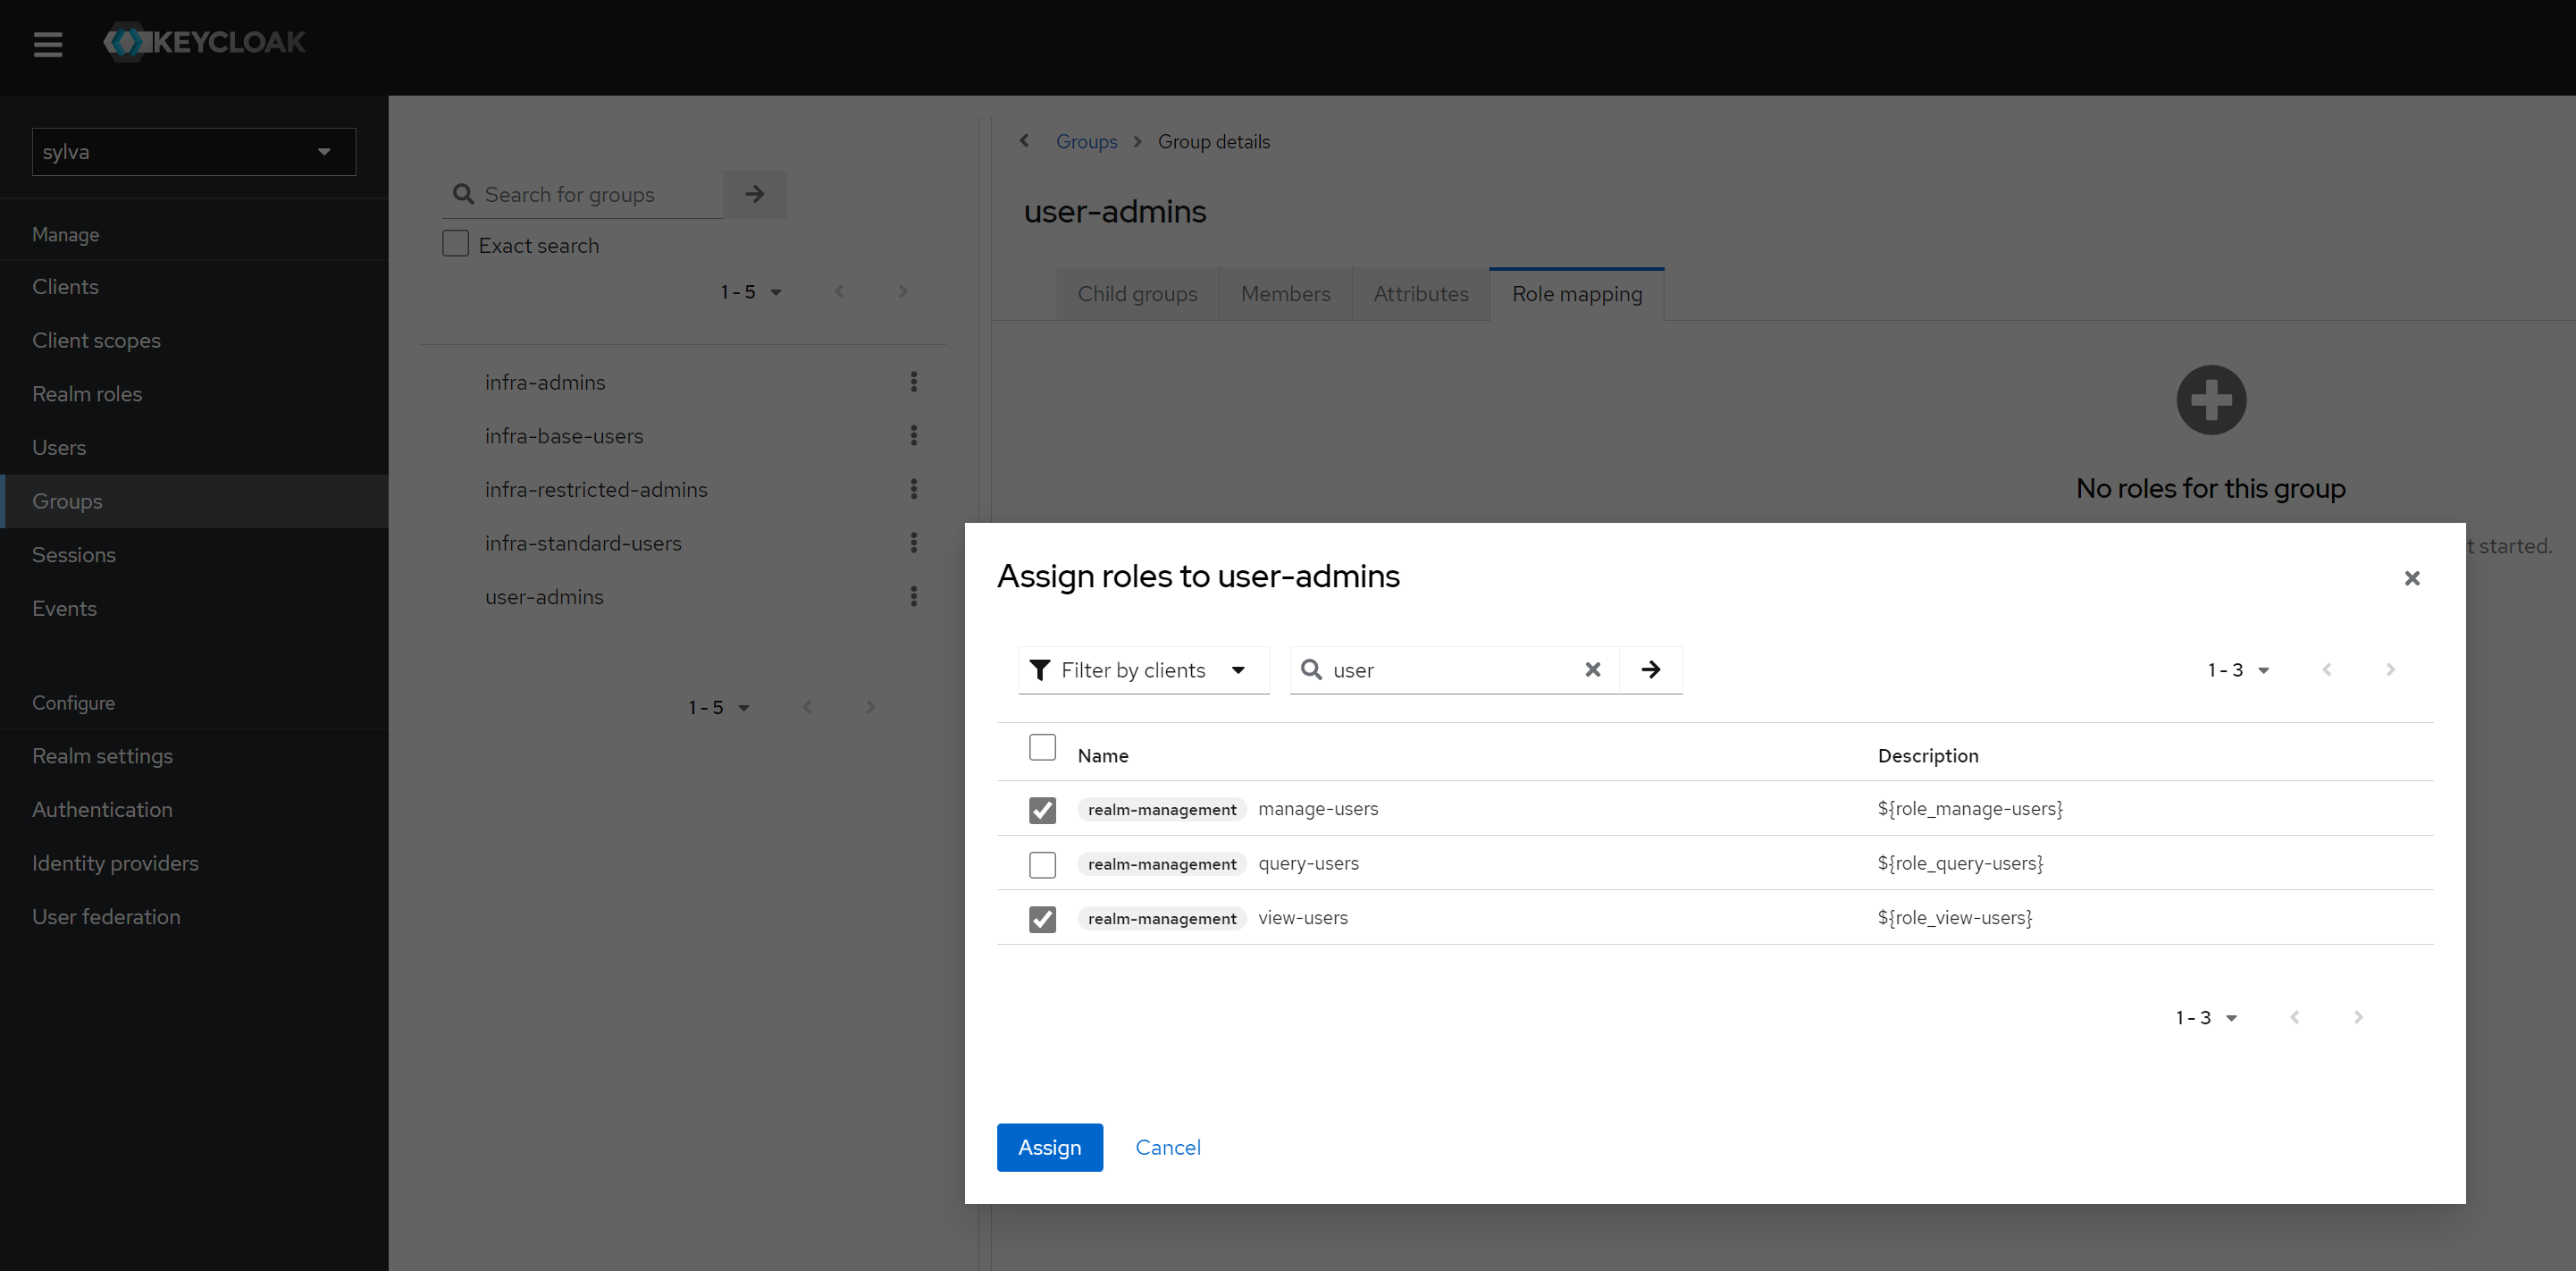 KEYCLOAK
sylva
Manage
Clients
Client scopes
Realm roles
Users
Groups
Sessions
Events
Configure
Realm settings
Authentication
Identity providers
User federation
Search for groups
Exact search
1 - 5
infra-admins
infra-base-users
infra-restricted-admins
infra-standard-users
user-admins
1 - 5
Groups > Group details
user-admins
Child groups Members Attributes Role mapping
No roles for this group
t started.
Assign roles to user-admins
Filter by clients user 1 - 3
Name Description
realm-management manage-users ${role_manage-users}
realm-management query-users ${role_query-users}
realm-management view-users ${role_view-users}
1 - 3
Assign Cancel